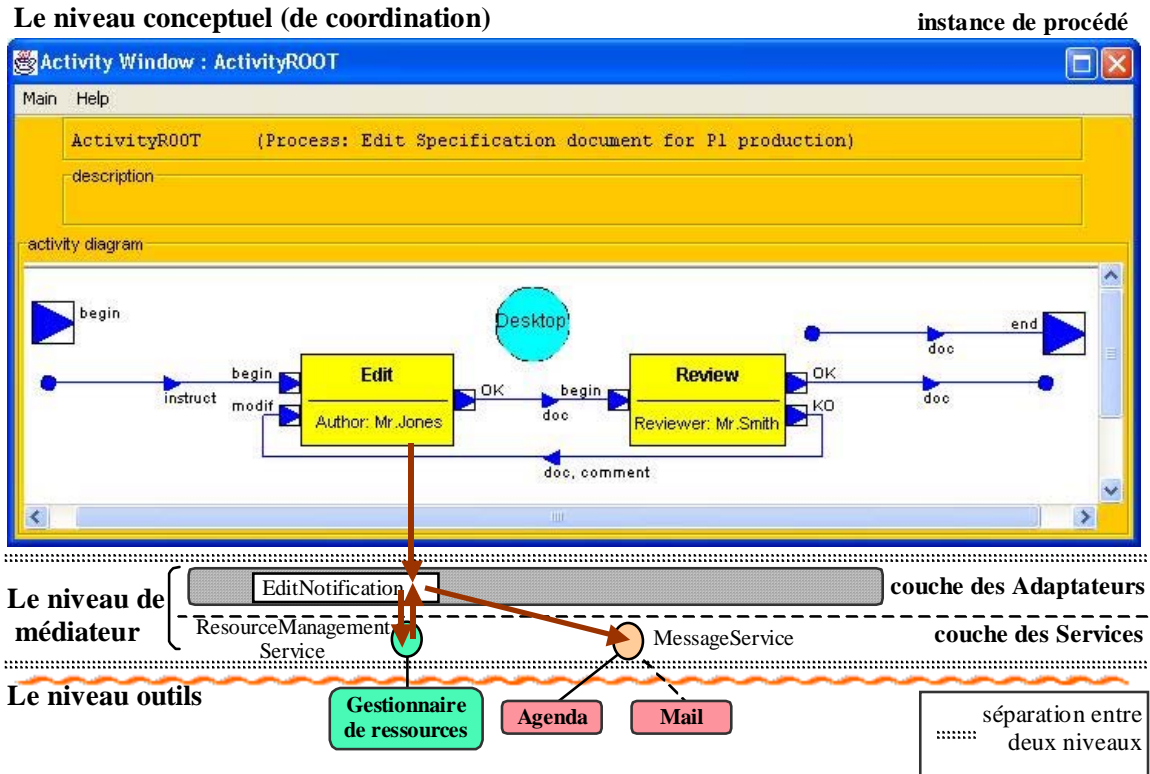 Le niveau conceptuel (de coordination)
instance de procédé
Activity Window : ActivityROOT
Main Help
ActivityROOT (Process: Edit Specification document for P1 production)
description
activity diagram
begin
Desktop
end
doc
begin
Edit
OK
begin
Review
OK
instruct
modif
doc
doc
KO
Author: Mr.Jones
Reviewer: Mr.Smith
doc, comment
EditNotification
couche des Adaptateurs
Le niveau de
médiateur
ResourceManagement
Service
MessageService
couche des Services
Le niveau outils
Gestionnaire
de ressources
Agenda
Mail
séparation entre
deux niveaux